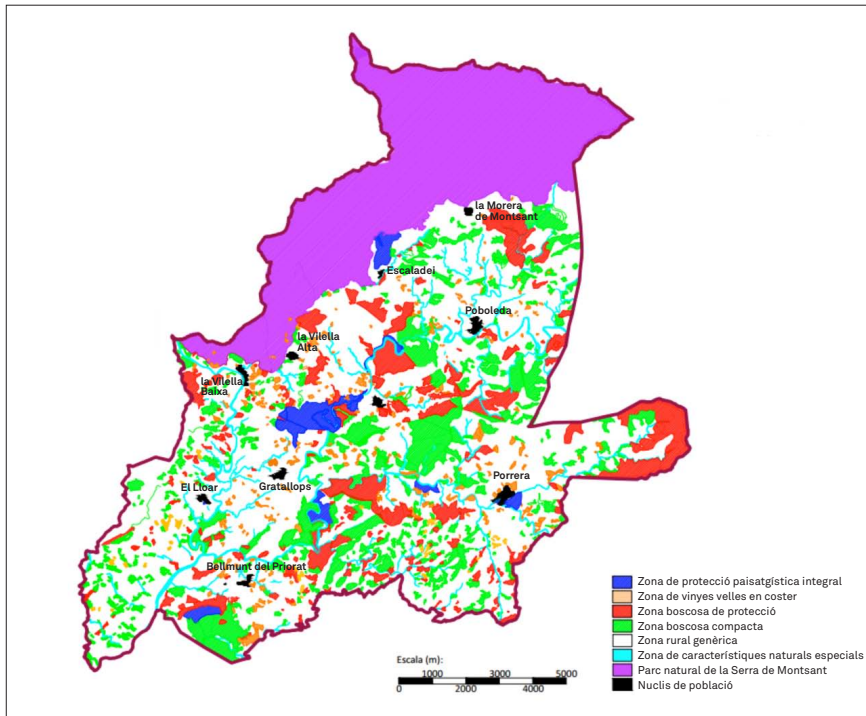 la Morera
de Montsant
Escaladei
Poboleda
la Vilella
Alta
la Vilella
Baixa
Porrera
El Lloar
Gratallops
Bellmunt del Priorat
Zona de protecció paisatgística integral
Zona de vinyes velles en coster
Zona boscosa de protecció
Zona boscosa compacta
Zona rural genèrica
Zona de característiques naturals especials
Parc natural de la Serra de Montsant
Nuclis de població
Escala (m):
1000 3000 5000
0 2000 4000